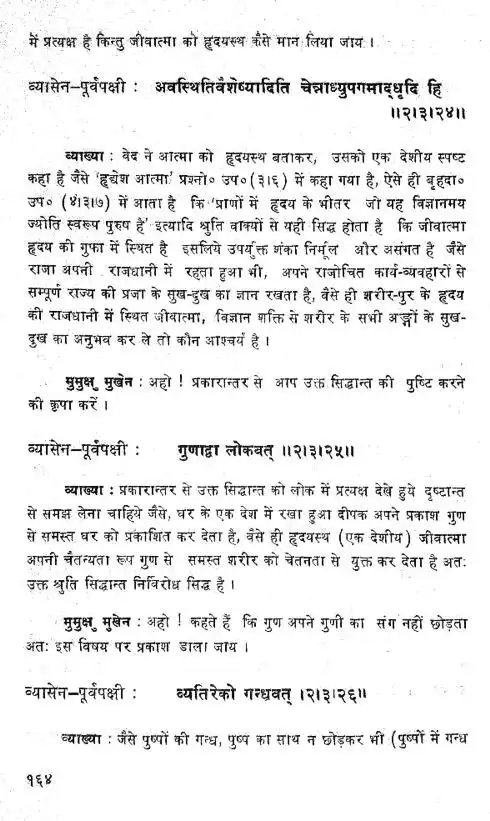 में प्रत्यक्ष है किन्तु जीवात्मा को हृदयस्थ कैसे मान लिया जाय ।
व्यासेन-पूर्वपक्षी : अवस्थितिवैशेष्यादिति चेन्नाध्युपगमाद्धृदि हि
॥२।३।२४॥
व्याख्या : वेद ने आत्मा को हृदयस्थ बताकर, उसको एक देशीय स्पष्ट
कहा है जैसे 'हृद्येश आत्मा' प्रश्नो० उप० (३।६) में कहा गया है, ऐसे ही बृहदा०
उप० (४।३।७) में आता है कि 'प्राणों में हृदय के भीतर जो यह विज्ञानमय
ज्योति स्वरूप पुरुष है' इत्यादि श्रुति वाक्यों से यही सिद्ध होता है कि जीवात्मा
हृदय की गुफा में स्थित है इसलिये उपर्युक्त शंका निर्मूल और असंगत है जैसे
राजा अपनी राजधानी में रहता हुआ भी, अपने राजोचित कार्य-व्यवहारों से
सम्पूर्ण राज्य की प्रजा के सुख-दुख का ज्ञान रखता है, वैसे ही शरीर-पुर के हृदय
की राजधानी में स्थित जीवात्मा, विज्ञान शक्ति से शरीर के सभी अङ्गों के सुख-
दुख का अनुभव कर ले तो कौन आश्चर्य है ।
मुमुक्षु मुखेन : अहो ! प्रकारान्तर से आप उक्त सिद्धान्त की पुष्टि करने
की कृपा करें ।
व्यासेन-पूर्वपक्षी : गुणाद्वा लोकवत् ॥२।३।२५॥
व्याख्या : प्रकारान्तर से उक्त सिद्धान्त को लोक में प्रत्यक्ष देखे हुये दृष्टान्त
से समझ लेना चाहिये जैसे, घर के एक देश में रखा हुआ दीपक अपने प्रकाश गुण
से समस्त घर को प्रकाशित कर देता है, वैसे ही हृदयस्थ (एक देशीय) जीवात्मा
अपनी चैतन्यता रूप गुण से समस्त शरीर को चेतनता से युक्त कर देता है अतः
उक्त श्रुति सिद्धान्त निर्विरोध सिद्ध है ।
मुमुक्षु मुखेन : अहो ! कहते हैं कि गुण अपने गुणी का संग नहीं छोड़ता
अतः इस विषय पर प्रकाश डाला जाय ।
व्यासेन-पूर्वपक्षी : व्यतिरेको गन्धवत् ।२।३।२६॥
व्याख्या : जैसे पुष्पों की गन्ध, पुष्प का साथ न छोड़कर भी (पुष्पों में गन्ध
१६४